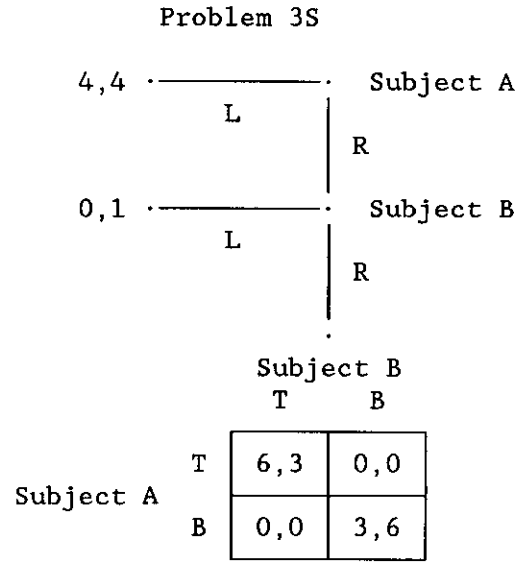 Problem 3S
4,4 Subject A
L
R
0,1 Subject B
L
R
Subject B
T B
T 6,3 0,0
Subject A
B 0,0 3,6